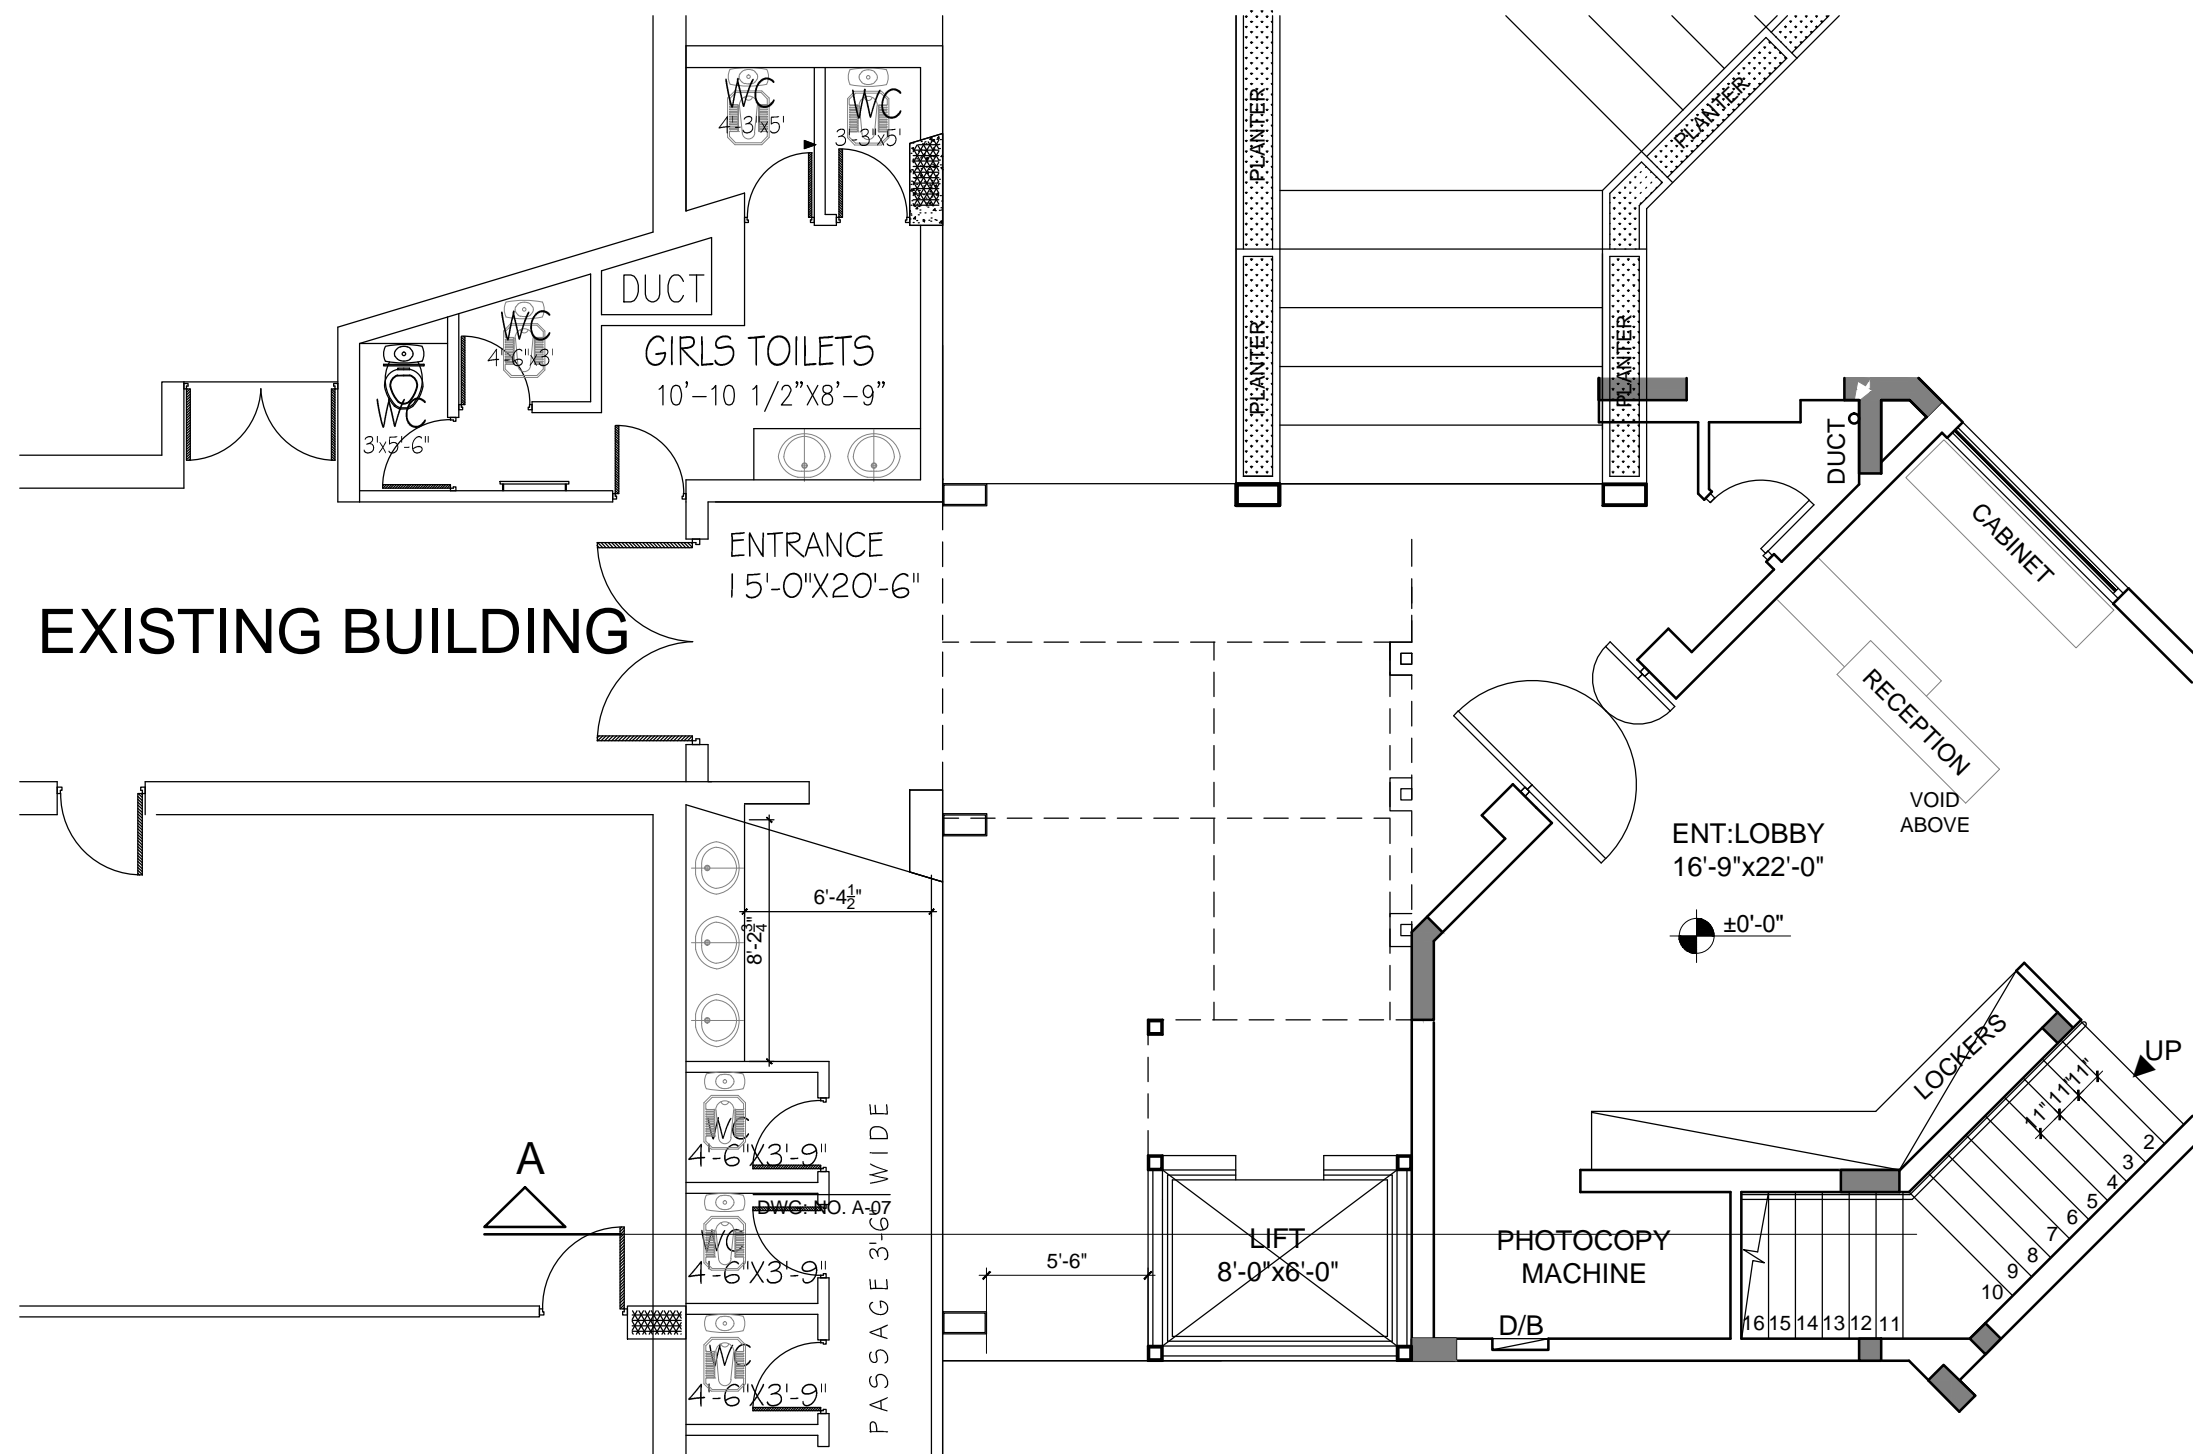 WC
4'-3"x5'
WC
3'-3"x5'
PLANTER
PLANTER
DUCT
WC
4'-6"x3'
GIRLS TOILETS
10'-10 1/2"X8'-9"
WC
3'x5'-6"
PLANTER
PLANTER
DUCT
CABINET
ENTRANCE
15'-0"X20'-6"
EXISTING BUILDING
RECEPTION
VOID
ABOVE
ENT:LOBBY
16'-9"x22'-0"
±0'-0"
6'-4½"
8'-2¾"
LOCKERS
UP
11"
11"
11"
WC
4'-6"X3'-9"
PASSAGE 3'-6" WIDE
A
DWG: NO. A-07
WC
4'-6"X3'-9"
5'-6"
LIFT
8'-0"x6'-0"
PHOTOCOPY
MACHINE
D/B
WC
4'-6"X3'-9"
2
3
4
5
6
7
8
9
10
16 15 14 13 12 11